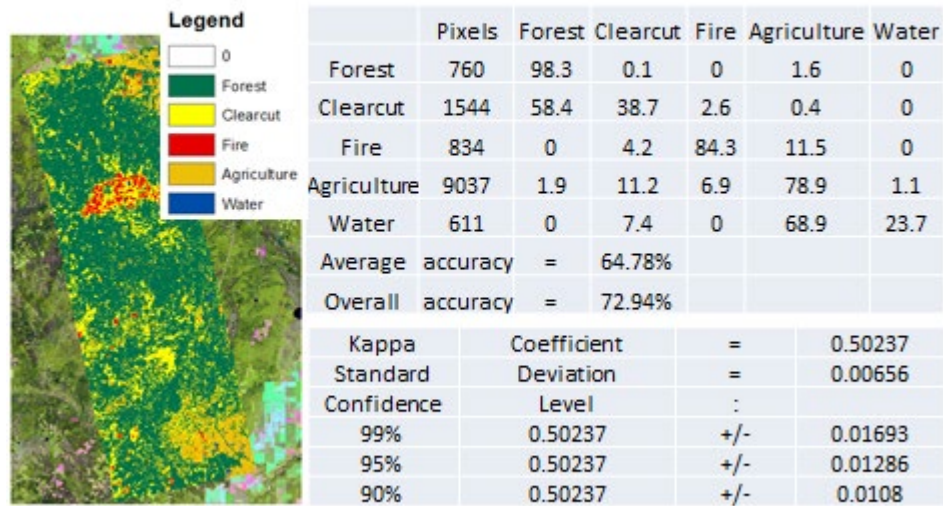 Legend
0
Forest
Clearcut
Fire
Agriculture
Water
Pixels Forest Clearcut Fire Agriculture Water
Forest 760 98.3 0.1 0 1.6 0
Clearcut 1544 58.4 38.7 2.6 0.4 0
Fire 834 0 4.2 84.3 11.5 0
Agriculture 9037 1.9 11.2 6.9 78.9 1.1
Water 611 0 7.4 0 68.9 23.7
Average accuracy = 64.78%
Overall accuracy = 72.94%
Kappa Coefficient = 0.50237
Standard Deviation = 0.00656
Confidence Level :
99% 0.50237 +/- 0.01693
95% 0.50237 +/- 0.01286
90% 0.50237 +/- 0.0108